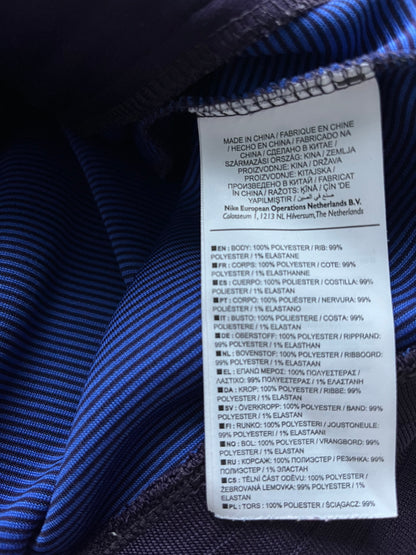 MADE IN CHINA / FABRIQUE EN CHINE
/ HECHO EN CHINA / FABRICADO NA
CHINA / СДЕЛАНО В КИТАЕ /
SZÁRMAZÁSI ORSZÁG: KINA / ZEMLJA
PROIZVODNJE: KINA / DRŽAVA
PROIZVODNJE: KITAJSKA /
ПРОИЗВЕДЕНО В КИТАЙ / FABRICAT
ÎN CHINA / RAŽOTS: ĶĪNĀ / ÇİN 'DE
YAPILMIŞTIR / صنع في الصين
Nike European Operations Netherlands B.V.
Colosseum 1, 1213 NL Hilversum, The Netherlands
EN : BODY: 100% POLYESTER / RIB: 99%
POLYESTER / 1% ELASTANE
FR : CORPS: 100% POLYESTER / COTE: 99%
POLYESTER / 1% ELASTHANNE
ES : CUERPO: 100% POLIESTER / COSTILLA: 99%
POLIESTER / 1% ELASTAN
PT : CORPO: 100% POLIÉSTER / NERVURA: 99%
POLIÉSTER / 1% ELASTANO
IT : BUSTO: 100% POLIESTERE / COSTA: 99%
POLIESTERE / 1% ELASTAN
DE : OBERSTOFF: 100% POLYESTER / RIPPRAND:
99% POLYESTER / 1% ELASTHAN
NL : BOVENSTOF: 100% POLYESTER / RIBBOORD:
99% POLYESTER / 1% ELASTAAN
EL : ΕΠΑΝΩ ΜΕΡΟΣ: 100% ΠΟΛΥΕΣΤΕΡΑΣ /
ΛΑΣΤΙΧΟ: 99% ΠΟΛΥΕΣΤΕΡΑΣ / 1% ΕΛΑΣΤΑΝΗ
DA : KROP: 100% POLYESTER / RIBBE: 99%
POLYESTER / 1% ELASTAN
SV : ÖVERKROPP: 100% POLYESTER / BAND: 99%
POLYESTER / 1% ELASTAN
FI : RUNKO: 100% POLYESTERI / JOUSTONEULE:
99% POLYESTERI / 1% ELASTAANI
NO : BOL: 100% POLYESTER / VRANGBORD: 99%
POLYESTER / 1% ELASTAN
RU : КОРСАЖ: 100% ПОЛИЭСТЕР / РЕЗИНКА: 99%
ПОЛИЭСТЕР / 1% ЭЛАСТАН
CS : TĚLNÍ ČÁST ODĚVU: 100% POLYESTER /
ŽEBROVANÁ LEMOVKA: 99% POLYESTER / 1%
ELASTAN
PL : TORS : 100% POLIESTER / ŚCIĄGACZ: 99%